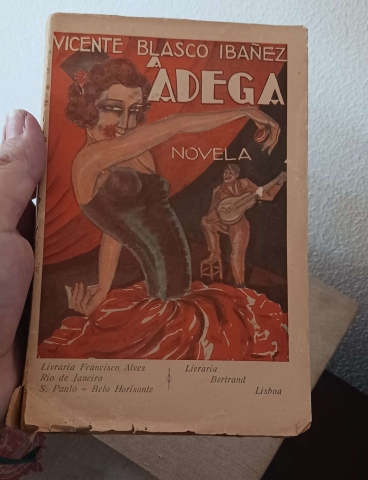 VICENTE BLASCO IBAÑEZ
A
ADEGA
NOVELA
Livraria Francisco Alves
Rio de Janeiro
S. Paulo - Belo Horisonte
Livraria
Bertrand
Lisboa